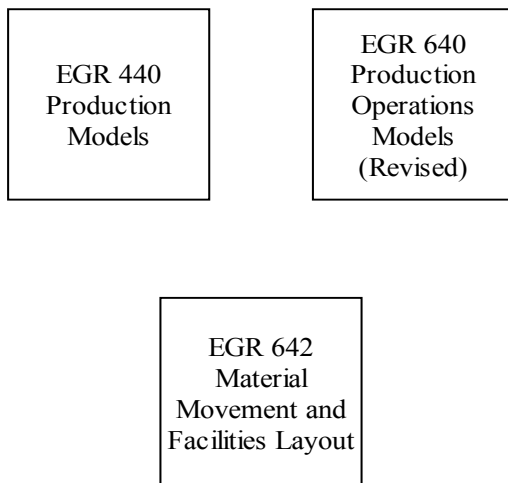 EGR 440
Production
Models
EGR 640
Production
Operations
Models
(Revised)
EGR 642
Material
Movement and
Facilities Layout